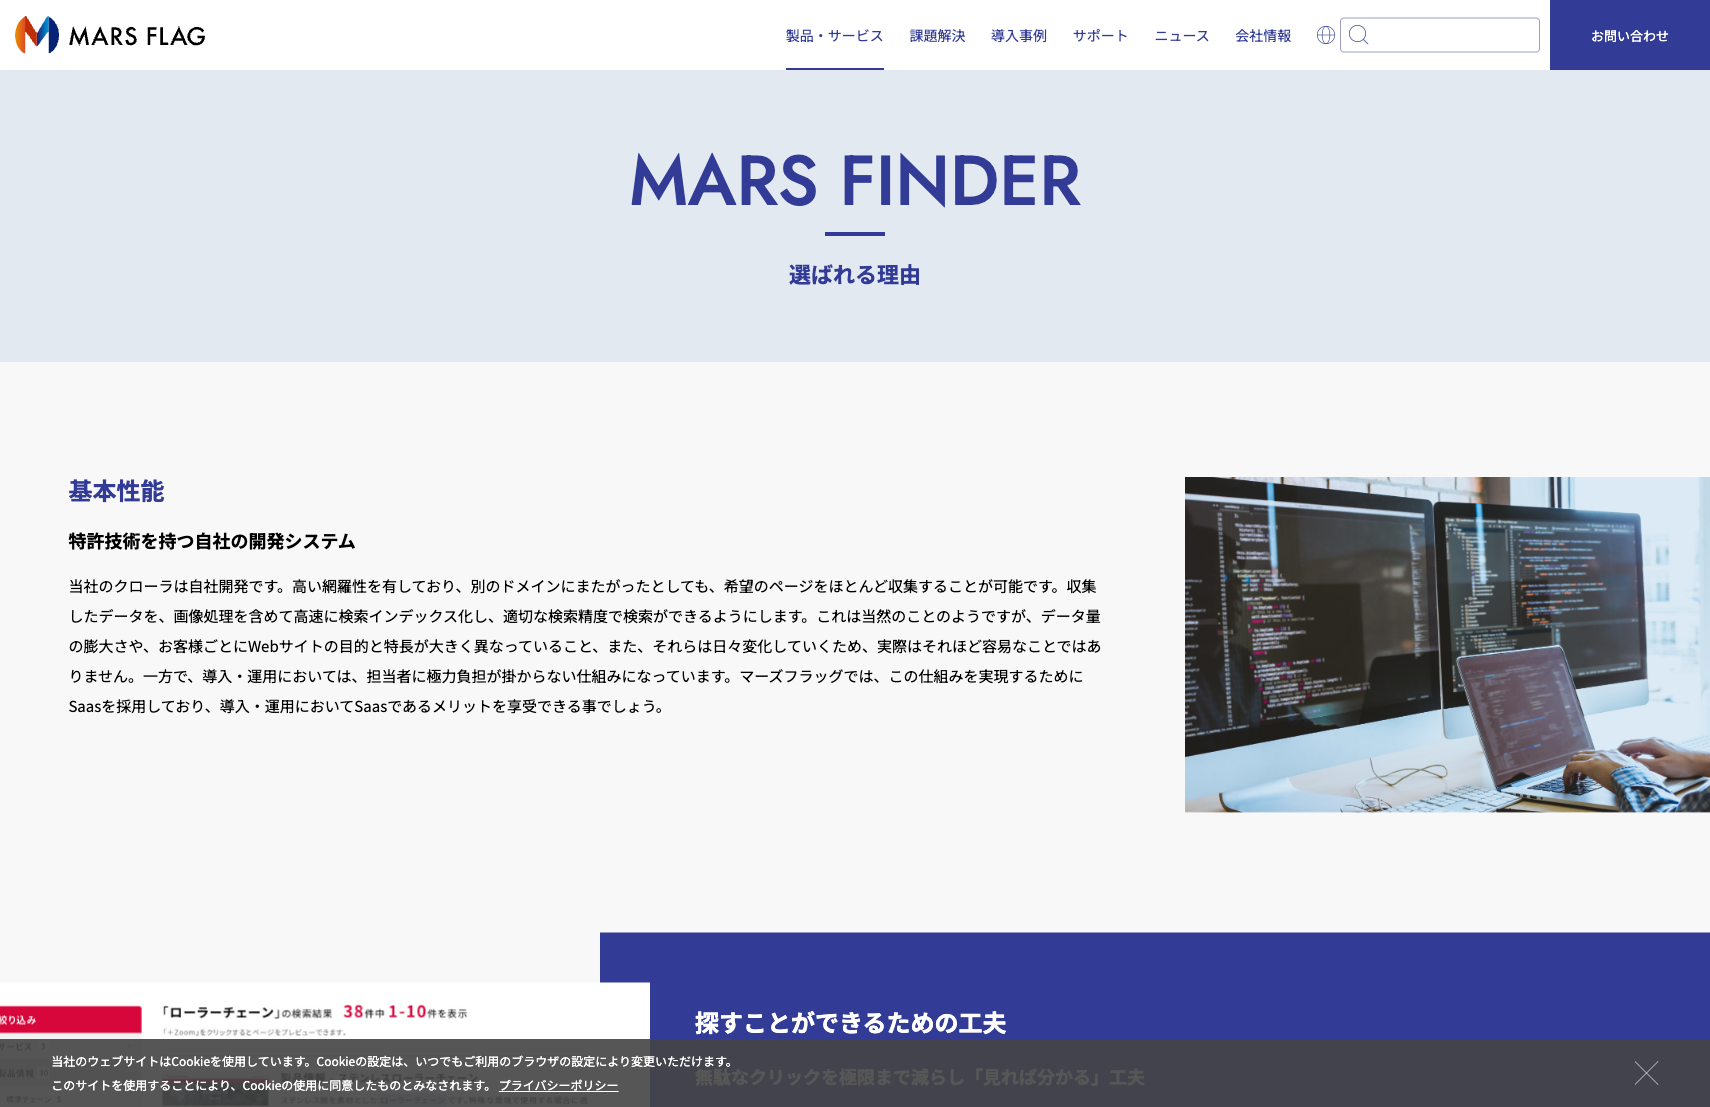 MARS FLAG
製品・サービス 課題解決 導入事例 サポート ニュース 会社情報 お問い合わせ
MARS FINDER
選ばれる理由
基本性能
特許技術を持つ自社の開発システム
当社のクローラは自社開発です。高い網羅性を有しており、別のドメインにまたがったとしても、希望のページをほとんど収集することが可能です。収集
したデータを、画像処理を含めて高速に検索インデックス化し、適切な検索精度で検索ができるようにします。これは当然のことのようですが、データ量
の膨大さや、お客様ごとにWebサイトの目的と特長が大きく異なっていること、また、それらは日々変化していくため、実際はそれほど容易なことではあ
りません。一方で、導入・運用においては、担当者に極力負担が掛からない仕組みになっています。マーズフラッグでは、この仕組みを実現するために
Saasを採用しており、導入・運用においてSaasであるメリットを享受できる事でしょう。
絞り込み
「ローラーチェーン」の検索結果 38件中 1-10件を表示
「+Zoom」をクリックするとページをプレビューできます。
探すことができるための工夫
無駄なクリックを極限まで減らし「見れば分かる」工夫
当社のウェブサイトはCookieを使用しています。Cookieの設定は、いつでもご利用のブラウザの設定により変更いただけます。
このサイトを使用することにより、Cookieの使用に同意したものとみなされます。 プライバシーポリシー